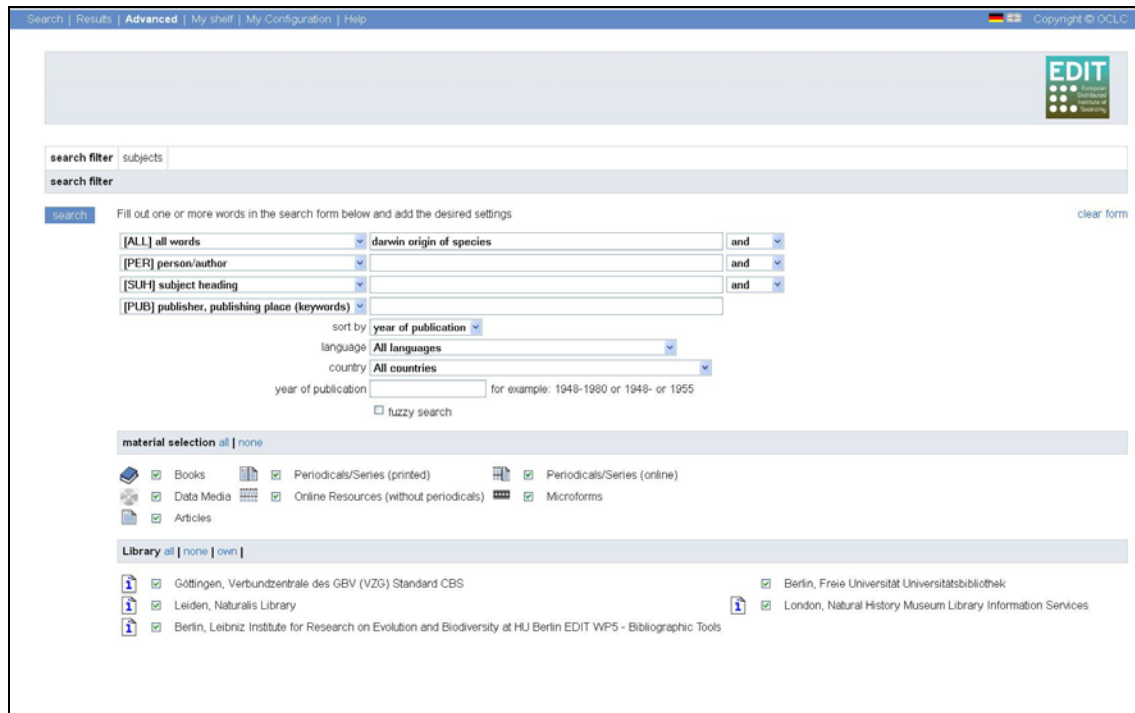 Search | Results | Advanced | My shelf | My Configuration | Help Copyright © OCLC
EDIT
European
Distributed
Institute of
Taxonomy
search filter subjects
search filter
search Fill out one or more words in the search form below and add the desired settings clear form
[ALL] all words darwin origin of species and
[PER] person/author and
[SUH] subject heading and
[PUB] publisher, publishing place (keywords)
sort by year of publication
language All languages
country All countries
year of publication for example: 1948-1980 or 1948- or 1955
fuzzy search
material selection all | none
Books Periodicals/Series (printed) Periodicals/Series (online)
Data Media Online Resources (without periodicals) Microforms
Articles
Library all | none | own |
Göttingen, Verbundzentrale des GBV (VZG) Standard CBS Berlin, Freie Universität Universitätsbibliothek
Leiden, Naturalis Library London, Natural History Museum Library Information Services
Berlin, Leibniz Institute for Research on Evolution and Biodiversity at HU Berlin EDIT WP5 - Bibliographic Tools